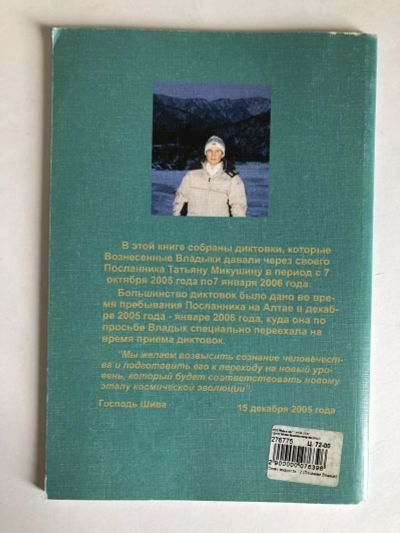 В этой книге собраны диктовки, которые
Вознесенные Владыки давали через своего
Посланника Татьяну Микушину в период с 7
октября 2005 года по7 января 2006 года.
Большинство диктовок было дано во вре-
мя пребывания Посланника на Алтае в декаб-
ре 2005 года - январе 2006 года, куда она по
просьбе Владык специально переехала на
время приема диктовок.
"Мы желаем возвысить сознание человечест-
ва и подготовить его к переходу на новый уро-
вень, который будет соответствовать новому
этапу космической эволюции".
Господь Шива 15 декабря 2005 года
276775 Ц. 72-00
2900000076396